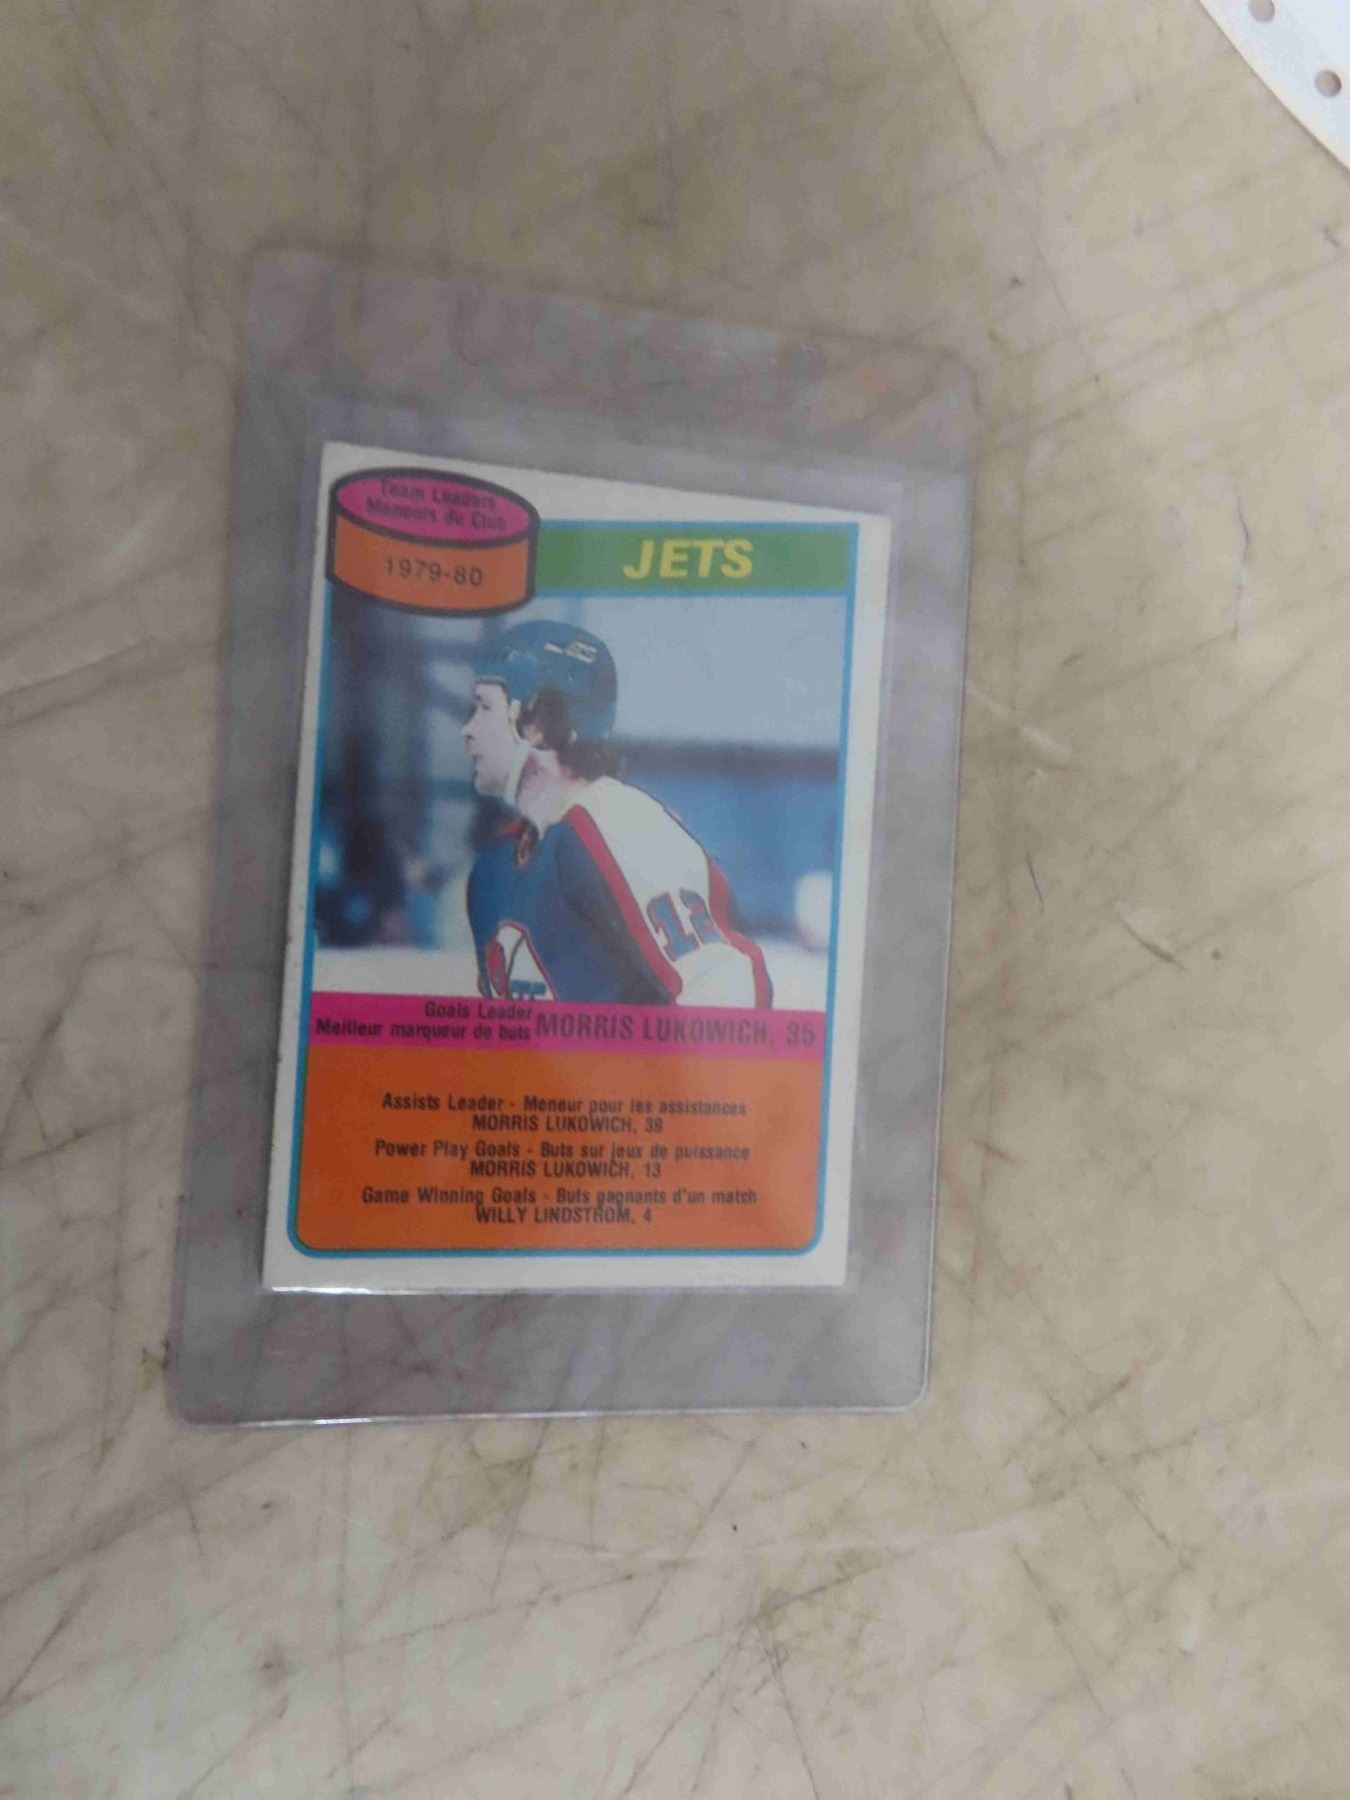 Team Leaders
Meneurs du Club
1979-80
JETS
12
Goals Leader
Meilleur marqueur de buts
MORRIS LUKOWICH, 35
Assists Leader - Meneur pour les assistances
MORRIS LUKOWICH, 39
Power Play Goals - Buts sur jeux de puissance
MORRIS LUKOWICH, 13
Game Winning Goals - Buts gagnants d'un match
WILLY LINDSTROM, 4